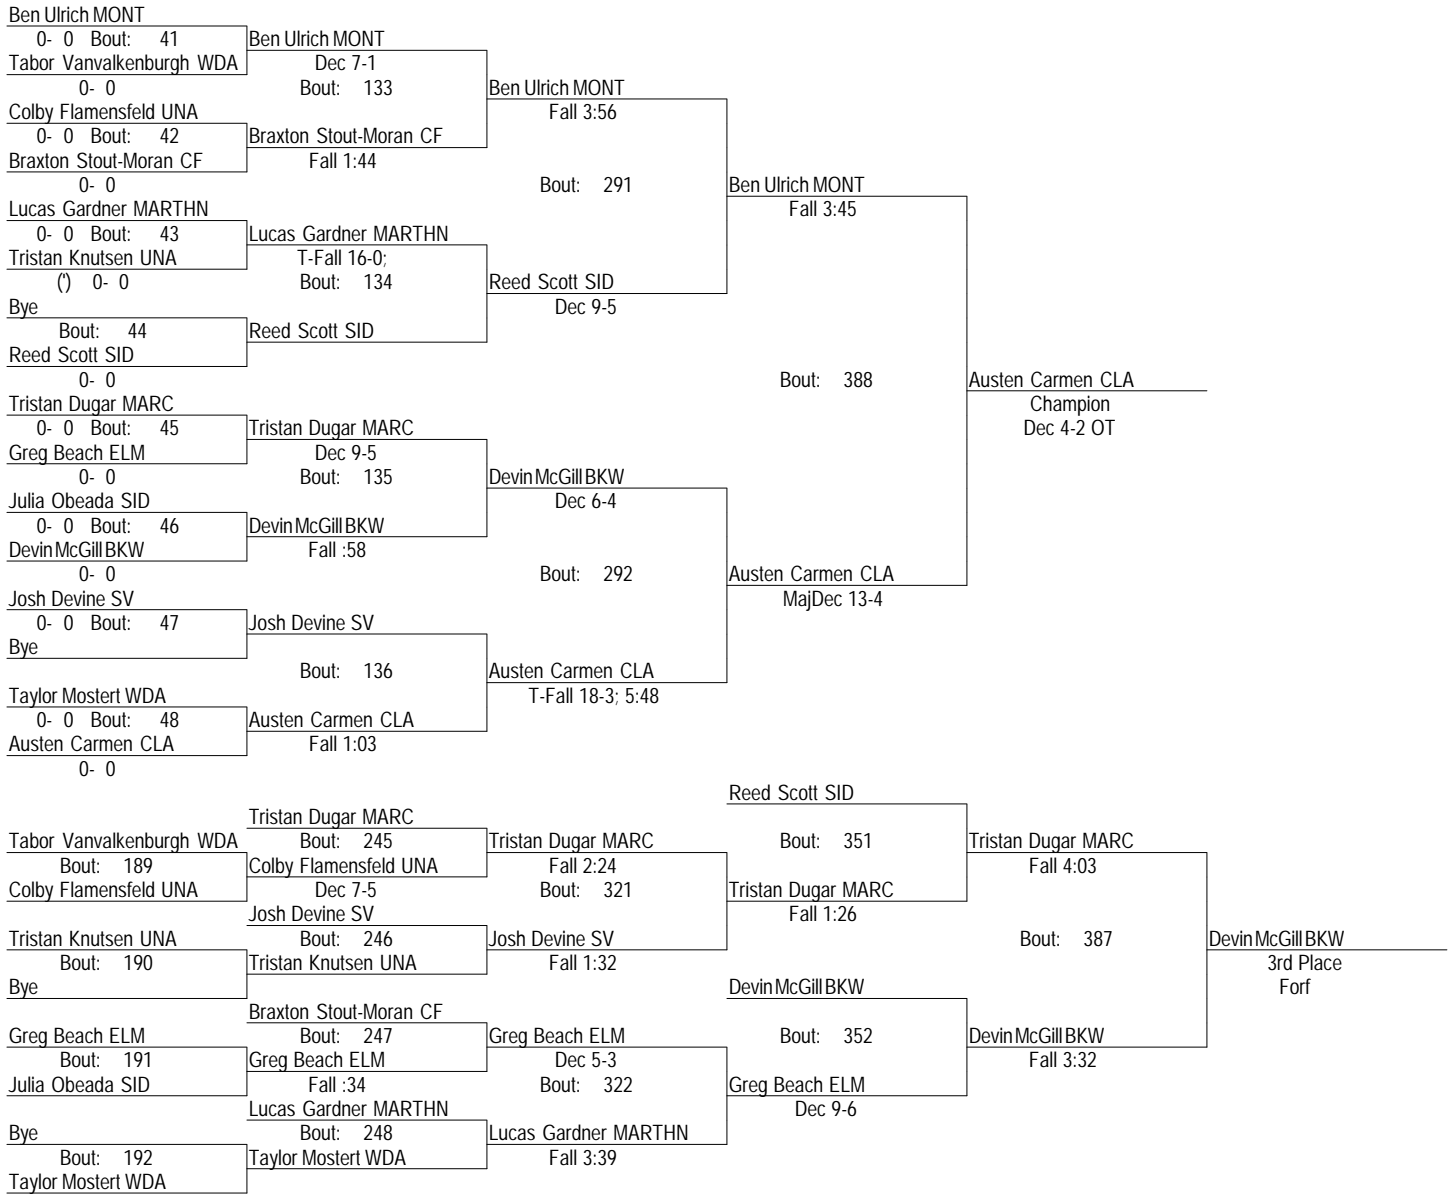 Ben Ulrich MONT
0- 0 Bout: 41 Ben Ulrich MONT
Tabor Vanvalkenburgh WDA Dec 7-1
0- 0 Bout: 133 Ben Ulrich MONT
Colby Flamensfeld UNA Fall 3:56
0- 0 Bout: 42 Braxton Stout-Moran CF
Braxton Stout-Moran CF Fall 1:44
0- 0 Bout: 291 Ben Ulrich MONT
Lucas Gardner MARTHN Fall 3:45
0- 0 Bout: 43 Lucas Gardner MARTHN
Tristan Knutsen UNA T-Fall 16-0;
(') 0- 0 Bout: 134 Reed Scott SID
Bye Dec 9-5
Bout: 44 Reed Scott SID
Reed Scott SID
0- 0 Bout: 388 Austen Carmen CLA
Tristan Dugar MARC Champion
0- 0 Bout: 45 Tristan Dugar MARC Dec 4-2 OT
Greg Beach ELM Dec 9-5
0- 0 Bout: 135 Devin McGill BKW
Julia Obeada SID Dec 6-4
0- 0 Bout: 46 Devin McGill BKW
Devin McGill BKW Fall :58
0- 0 Bout: 292 Austen Carmen CLA
Josh Devine SV MajDec 13-4
0- 0 Bout: 47 Josh Devine SV
Bye
Bout: 136 Austen Carmen CLA
Taylor Mostert WDA T-Fall 18-3; 5:48
0- 0 Bout: 48 Austen Carmen CLA
Austen Carmen CLA Fall 1:03
0- 0
Reed Scott SID
Tristan Dugar MARC
Tabor Vanvalkenburgh WDA Bout: 245 Tristan Dugar MARC Bout: 351 Tristan Dugar MARC
Bout: 189 Colby Flamensfeld UNA Fall 2:24 Fall 4:03
Colby Flamensfeld UNA Dec 7-5 Bout: 321 Tristan Dugar MARC
Josh Devine SV Fall 1:26
Tristan Knutsen UNA Bout: 246 Josh Devine SV Bout: 387 Devin McGill BKW
Bout: 190 Tristan Knutsen UNA Fall 1:32 3rd Place
Bye Devin McGill BKW Forf
Braxton Stout-Moran CF
Greg Beach ELM Bout: 247 Greg Beach ELM Bout: 352 Devin McGill BKW
Bout: 191 Greg Beach ELM Dec 5-3 Fall 3:32
Julia Obeada SID Fall :34 Bout: 322 Greg Beach ELM
Lucas Gardner MARTHN Dec 9-6
Bye Bout: 248 Lucas Gardner MARTHN
Bout: 192 Taylor Mostert WDA Fall 3:39
Taylor Mostert WDA